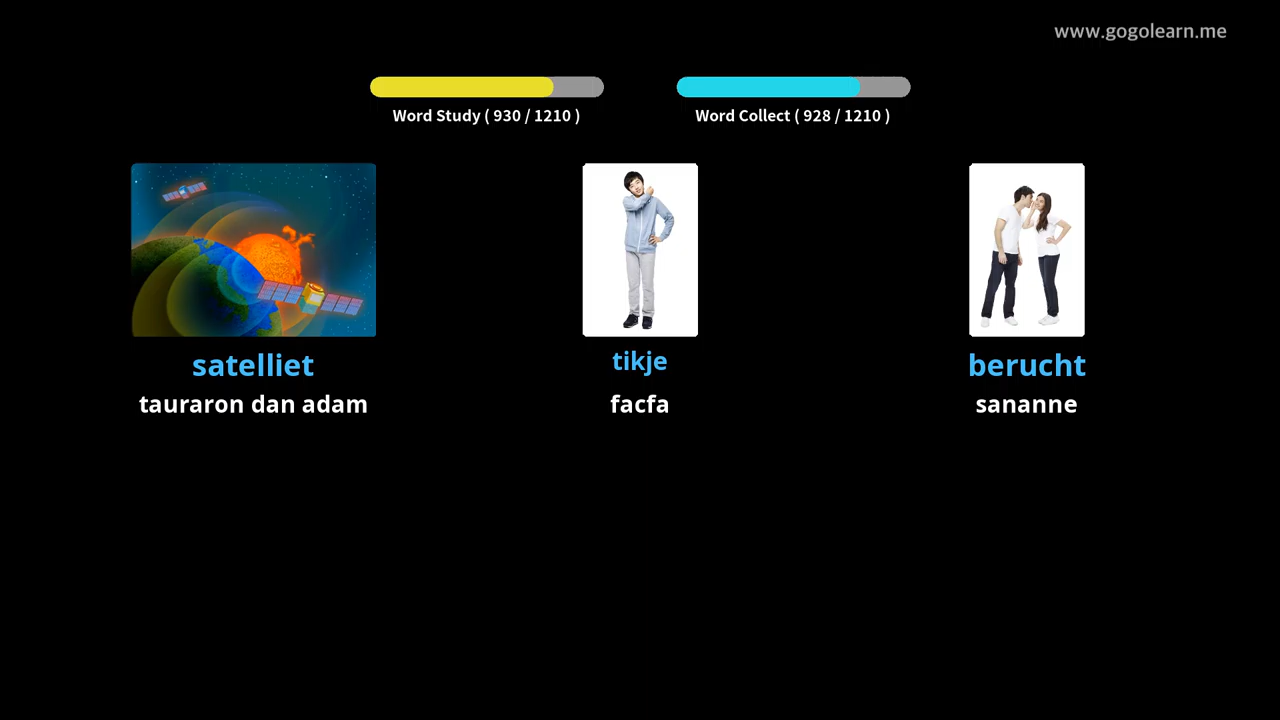 www.gogolearn.me
Word Study ( 930 / 1210 )
Word Collect ( 928 / 1210 )
satelliet
tikje
berucht
tauraron dan adam
facfa
sananne